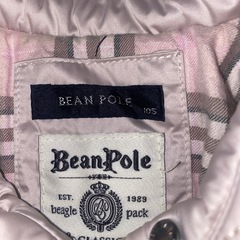 BEAN POLE
105
BeanPole
EST. 1989
beagle pack
CLASSIC